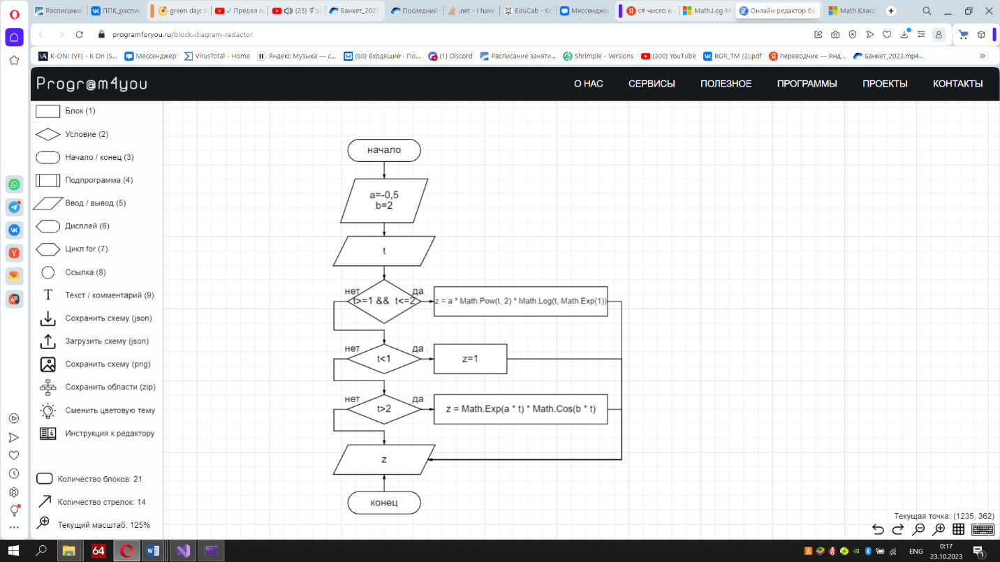 Расписание
ППК_распис
green day: п
✓ Предел по
(25) ずっと
Банкет_2023
Последний
.net - I have
EduCab - Ко
Мессендже
c# число е -
Math.Log М
Онлайн редактор бл
Math Класс
programforyou.ru/block-diagram-redactor
K-ON! (VF) - K On (S...
Мессенджер
VirusTotal - Home
Яндекс Музыка — с...
(80) Входящие - По...
(1) Discord
Расписание заняти...
Shrimple - Versions
(300) YouTube
RGR_TM (3).pdf
переводчик — Янд...
Банкет_2023.mp4...
Progr@m4you
О НАС
СЕРВИСЫ
ПОЛЕЗНОЕ
ПРОГРАММЫ
ПРОЕКТЫ
КОНТАКТЫ
Блок (1)
Условие (2)
Начало / конец (3)
Подпрограмма (4)
Ввод / вывод (5)
Дисплей (6)
Цикл for (7)
Ссылка (8)
T Текст / комментарий (9)
Сохранить схему (json)
Загрузить схему (json)
Сохранить схему (png)
Сохранить области (zip)
Сменить цветовую тему
Инструкция к редактору
Количество блоков: 21
Количество стрелок: 14
Текущий масштаб: 125%
начало
a=-0,5
b=2
t
нет
да
t>=1 && t<=2
z = a * Math.Pow(t, 2) * Math.Log(t, Math.Exp(1))
нет
да
t<1
z=1
нет
да
t>2
z = Math.Exp(a * t) * Math.Cos(b * t)
z
конец
Текущая точка: (1235, 362)
64
ENG
0:17
23.10.2023
1